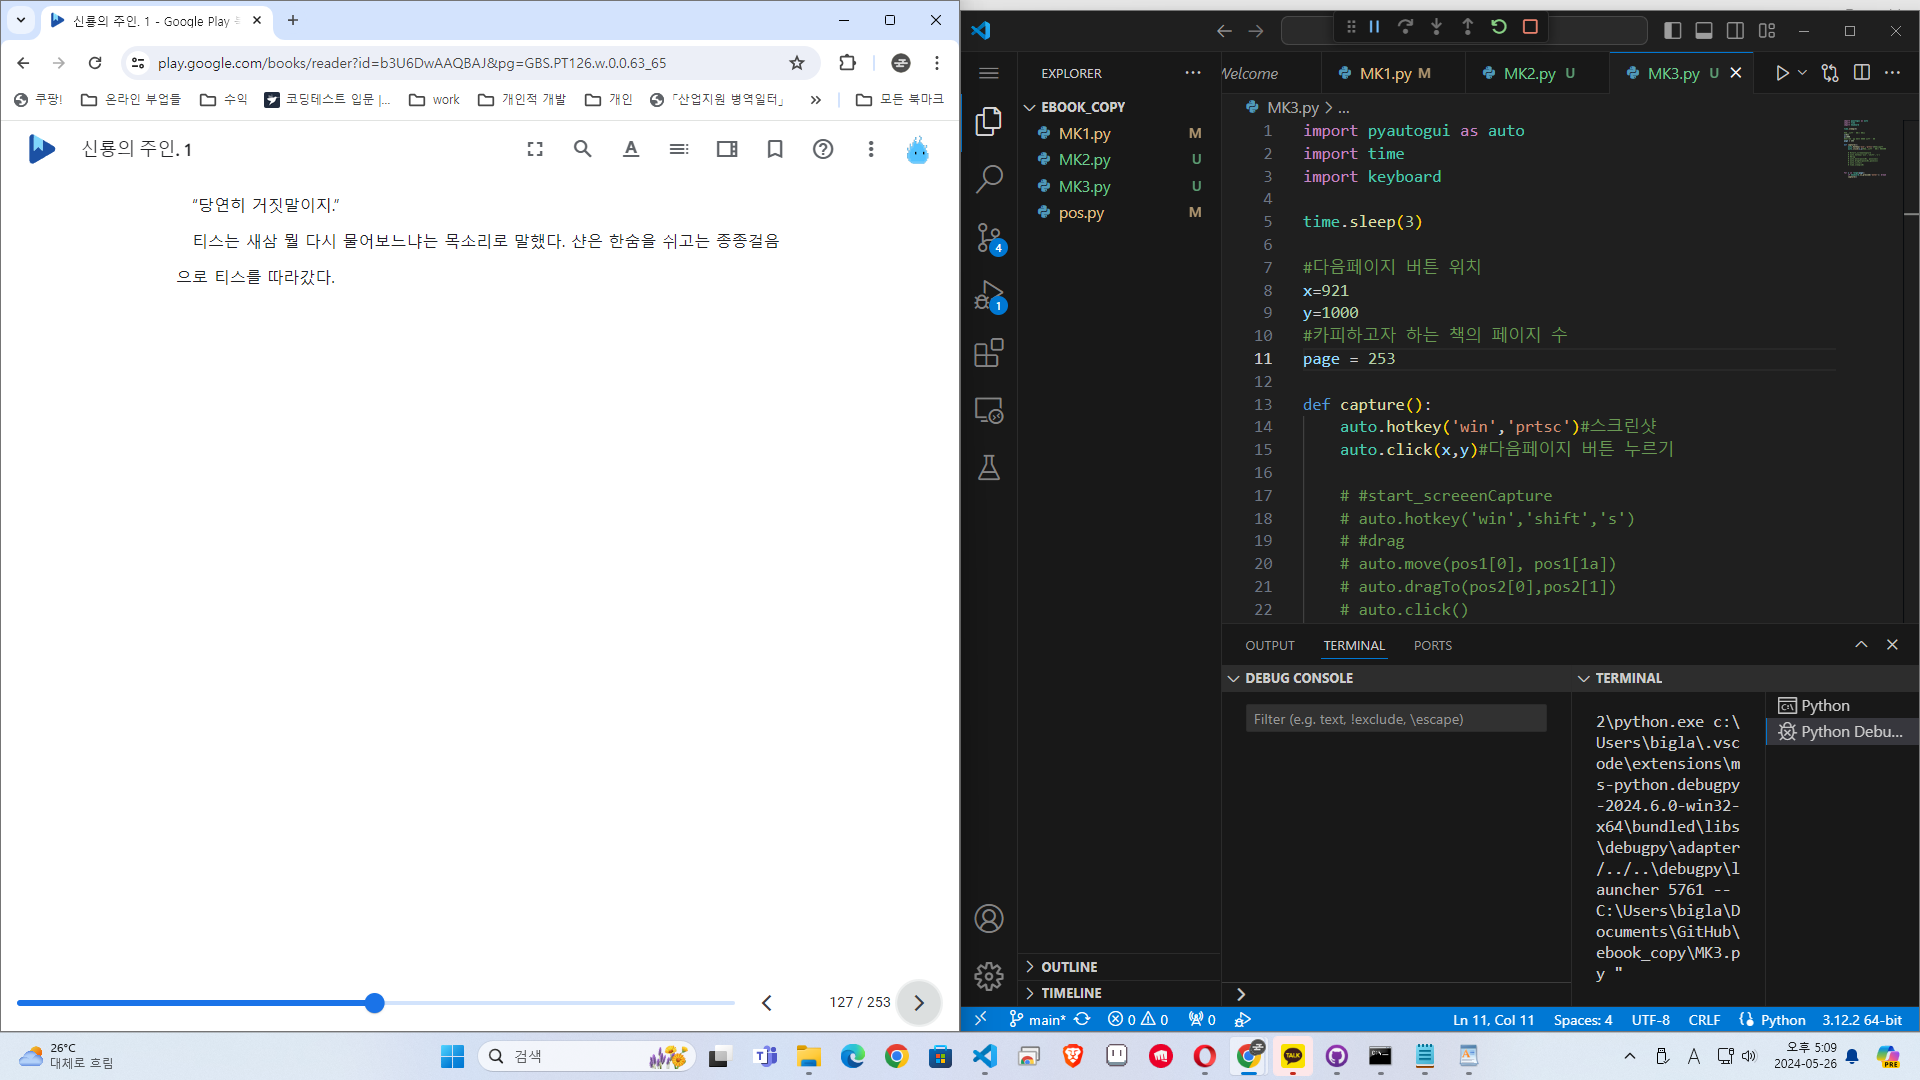 신룡의 주인. 1 - Google Play
play.google.com/books/reader?id=b3U6DwAAQBAJ&pg=GBS.PT126.w.0.0.63_65
쿠팡! 온라인 부업들 수익 코딩테스트 입문 |... work 개인적 개발 개인 「산업지원 병역일터」 » 모든 북마크
신룡의 주인. 1
“당연히 거짓말이지.”
티스는 새삼 뭘 다시 물어보느냐는 목소리로 말했다. 샨은 한숨을 쉬고는 종종걸음
으로 티스를 따라갔다.
127 / 253
EXPLORER
EBOOK_COPY
MK1.py M
MK2.py U
MK3.py U
pos.py M
OUTLINE
TIMELINE
Welcome MK1.py M MK2.py U MK3.py U
MK3.py > ...
1 import pyautogui as auto
2 import time
3 import keyboard
4
5 time.sleep(3)
6
7 #다음페이지 버튼 위치
8 x=921
9 y=1000
10 #카피하고자 하는 책의 페이지 수
11 page = 253
12
13 def capture():
14 auto.hotkey('win','prtsc')#스크린샷
15 auto.click(x,y)#다음페이지 버튼 누르기
16
17 # #start_screeenCapture
18 # auto.hotkey('win','shift','s')
19 # #drag
20 # auto.move(pos1[0], pos1[1a])
21 # auto.dragTo(pos2[0],pos2[1])
22 # auto.click()
OUTPUT TERMINAL PORTS
DEBUG CONSOLE
Filter (e.g. text, !exclude, \escape)
TERMINAL
2\python.exe c:\
Users\bigla\.vsc
ode\extensions\m
s-python.debugpy
-2024.6.0-win32-
x64\bundled\libs
\debugpy\adapter
/../..\debugpy\l
auncher 5761 --
C:\Users\bigla\D
ocuments\GitHub\
ebook_copy\MK3.p
y "
Python
Python Debu...
4
1
main* 0 0 0 Ln 11, Col 11 Spaces: 4 UTF-8 CRLF Python 3.12.2 64-bit
26°C
대체로 흐림
검색
TALK
A
오후 5:09
2024-05-26
PRE